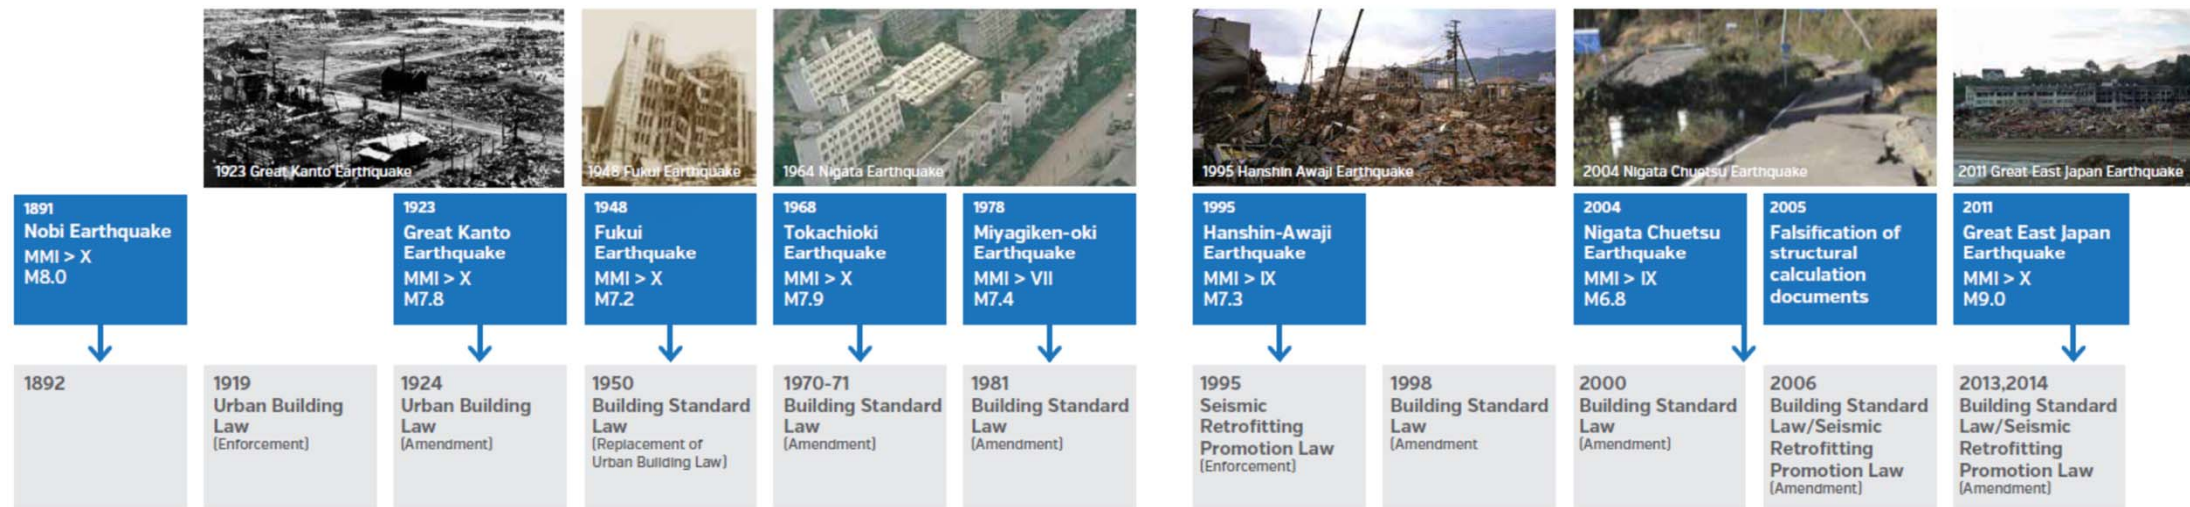 1923 Great Kanto Earthquake
1948 Fukui Earthquake
1964 Nigata Earthquake
1995 Hanshin Awaji Earthquake
2004 Nigata Chuetsu Earthquake
2011 Great East Japan Earthquake
1891
Nobi Earthquake
MMI > X
M8.0
1923
Great Kanto
Earthquake
MMI > X
M7.8
1948
Fukui
Earthquake
MMI > X
M7.2
1968
Tokachioki
Earthquake
MMI > X
M7.9
1978
Miyagiken-oki
Earthquake
MMI > VII
M7.4
1995
Hanshin-Awaji
Earthquake
MMI > IX
M7.3
2004
Nigata Chuetsu
Earthquake
MMI > IX
M6.8
2005
Falsification of
structural
calculation
documents
2011
Great East Japan
Earthquake
MMI > X
M9.0
1892
1919
Urban Building
Law
(Enforcement)
1924
Urban Building
Law
(Amendment)
1950
Building Standard
Law
(Replacement of
Urban Building Law)
1970-71
Building Standard
Law
(Amendment)
1981
Building Standard
Law
(Amendment)
1995
Seismic
Retrofitting
Promotion Law
(Enforcement)
1998
Building Standard
Law
(Amendment
2000
Building Standard
Law
(Amendment)
2006
Building Standard
Law/Seismic
Retrofitting
Promotion Law
(Amendment)
2013,2014
Building Standard
Law/Seismic
Retrofitting
Promotion Law
(Amendment)